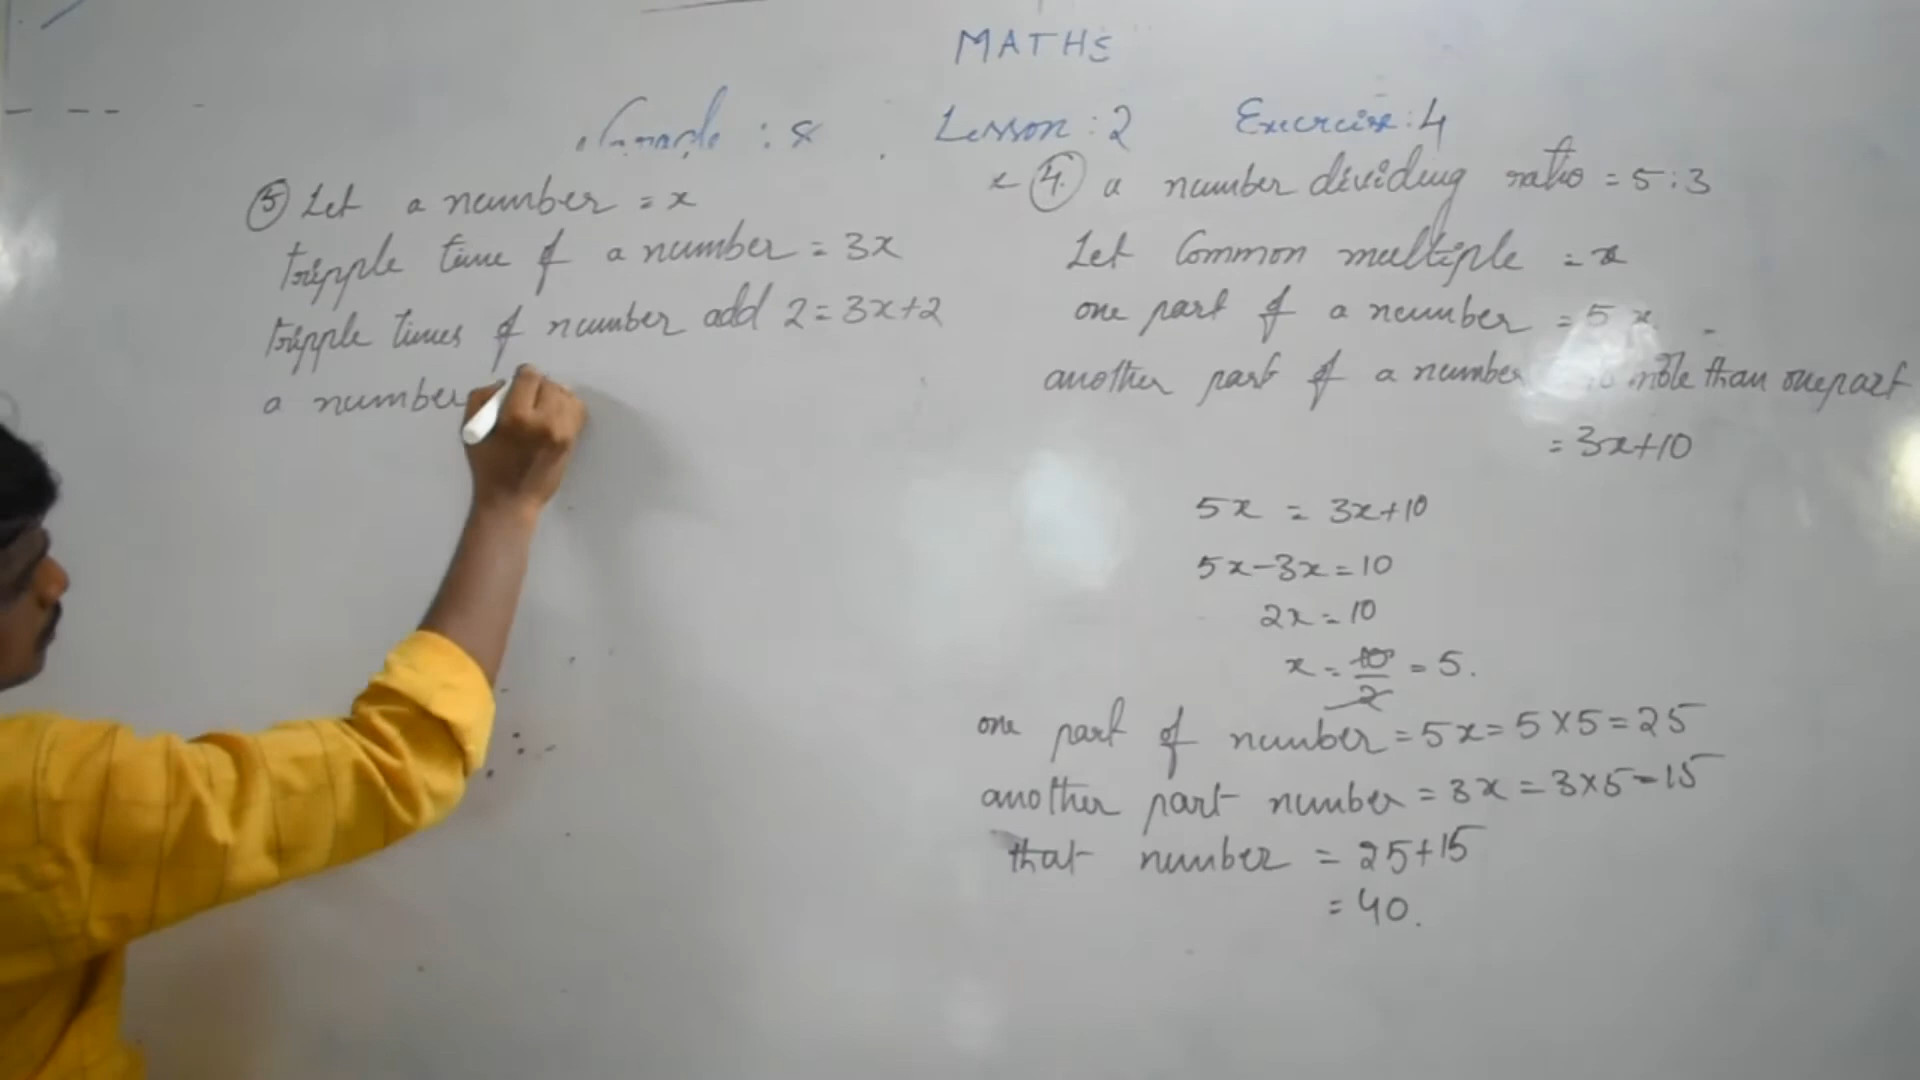 MATHS
: 8 Lesson : 2 Exercise : 4
⑤ Let a number = x
tripple time of a number = 3x
tripple times of number add 2 = 3x+2
a number
x ④ a number dividing ratio = 5 : 3
Let Common multiple = x
one part of a number = 5x
another part of a number = 10 more than one part
= 3x+10
5x = 3x+10
5x-3x=10
2x = 10
x = 10/2 = 5.
one part of number = 5x = 5×5 = 25
another part number = 3x = 3×5=15
that number = 25+15
= 40.